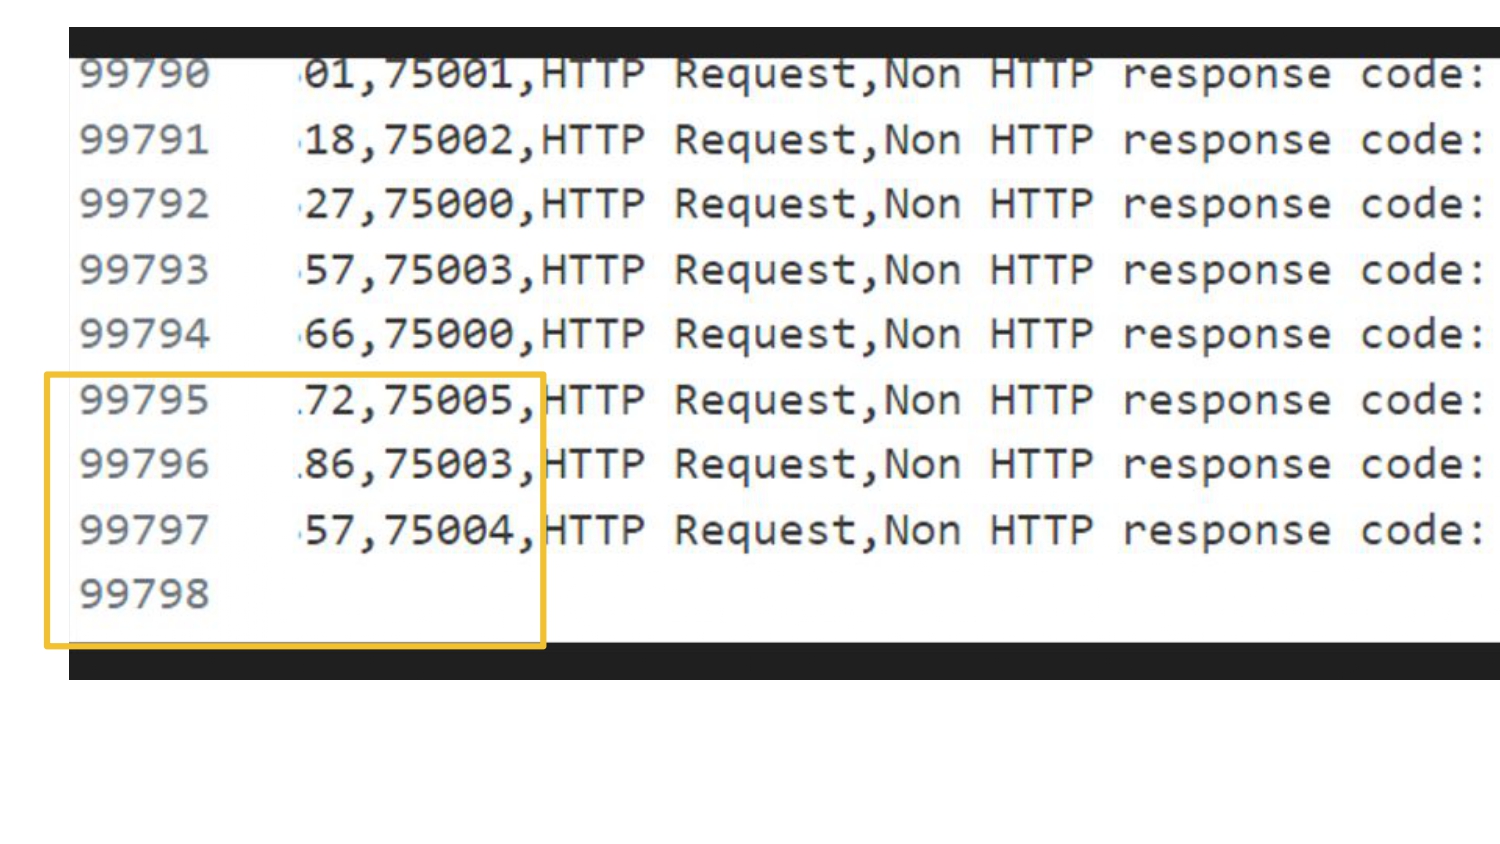 99790 01,75001,HTTP Request,Non HTTP response code:
99791 18,75002,HTTP Request,Non HTTP response code:
99792 27,75000,HTTP Request,Non HTTP response code:
99793 57,75003,HTTP Request,Non HTTP response code:
99794 66,75000,HTTP Request,Non HTTP response code:
99795 72,75005,HTTP Request,Non HTTP response code:
99796 86,75003,HTTP Request,Non HTTP response code:
99797 57,75004,HTTP Request,Non HTTP response code:
99798